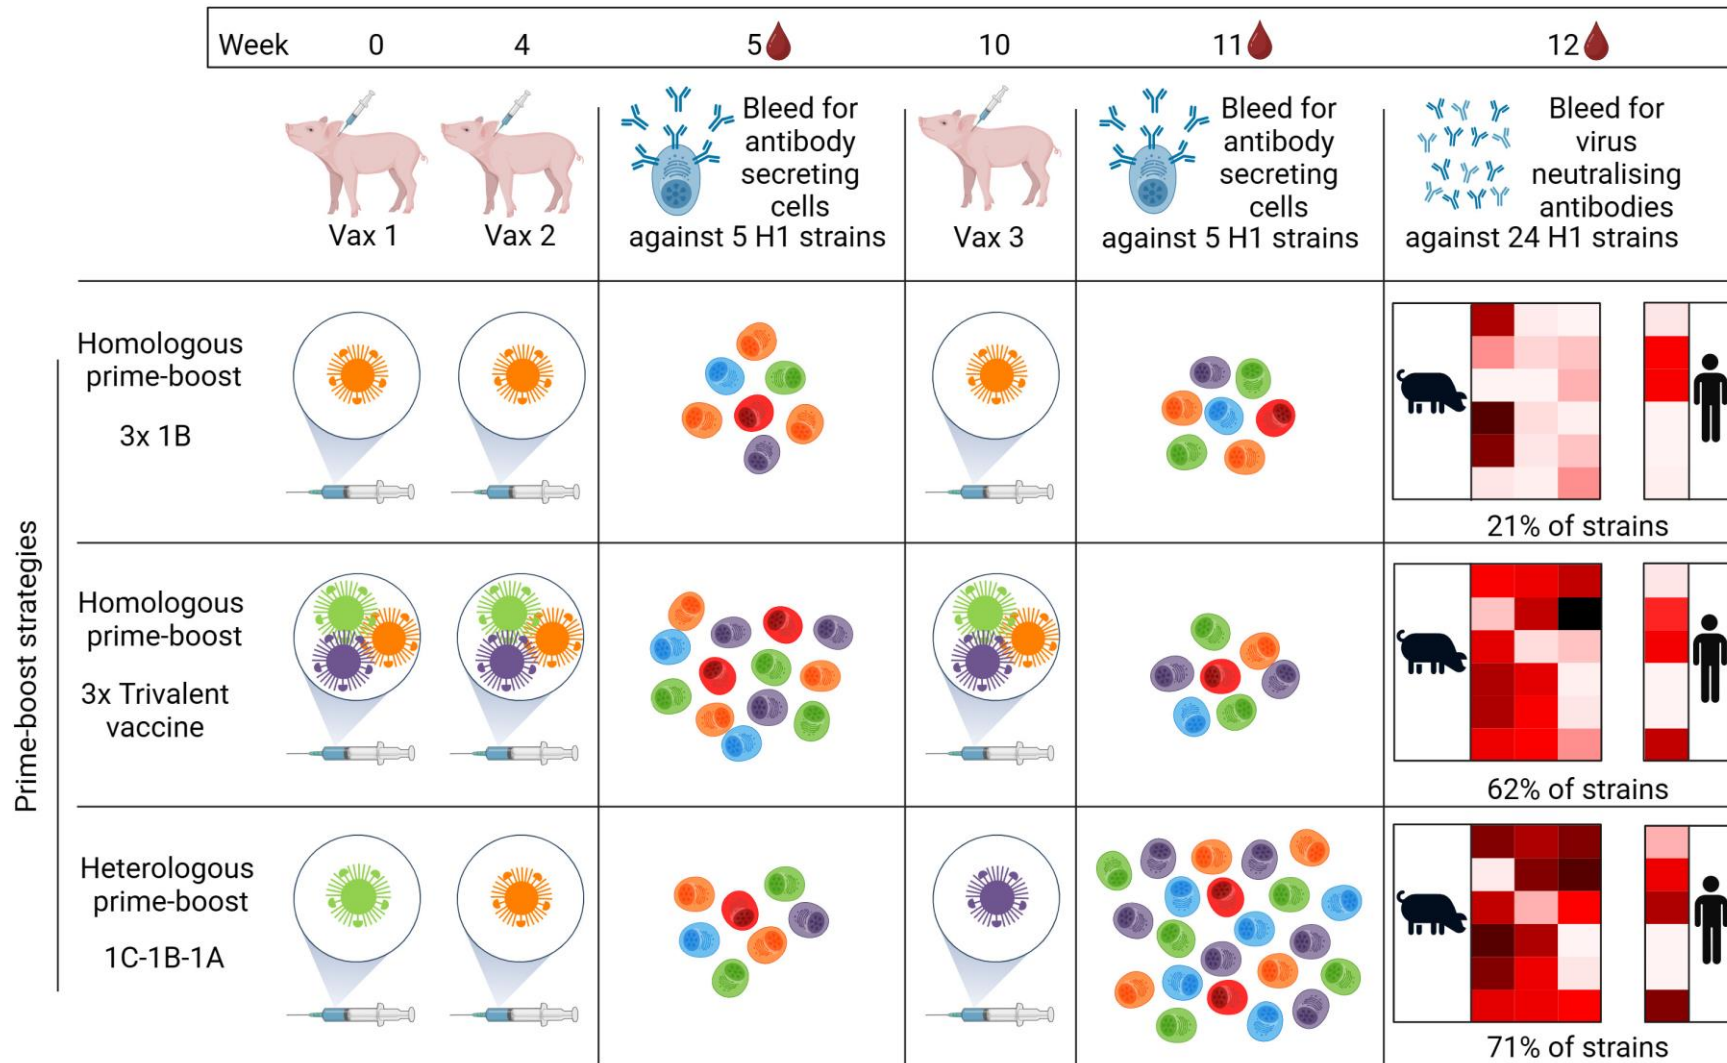 Week 0 4 5 10 11 12
Vax 1
Vax 2
Bleed for
antibody
secreting
cells
against 5 H1 strains
Vax 3
Bleed for
antibody
secreting
cells
against 5 H1 strains
Bleed for
virus
neutralising
antibodies
against 24 H1 strains
Prime-boost strategies
Homologous
prime-boost
3x 1B
21% of strains
Homologous
prime-boost
3x Trivalent
vaccine
62% of strains
Heterologous
prime-boost
1C-1B-1A
71% of strains